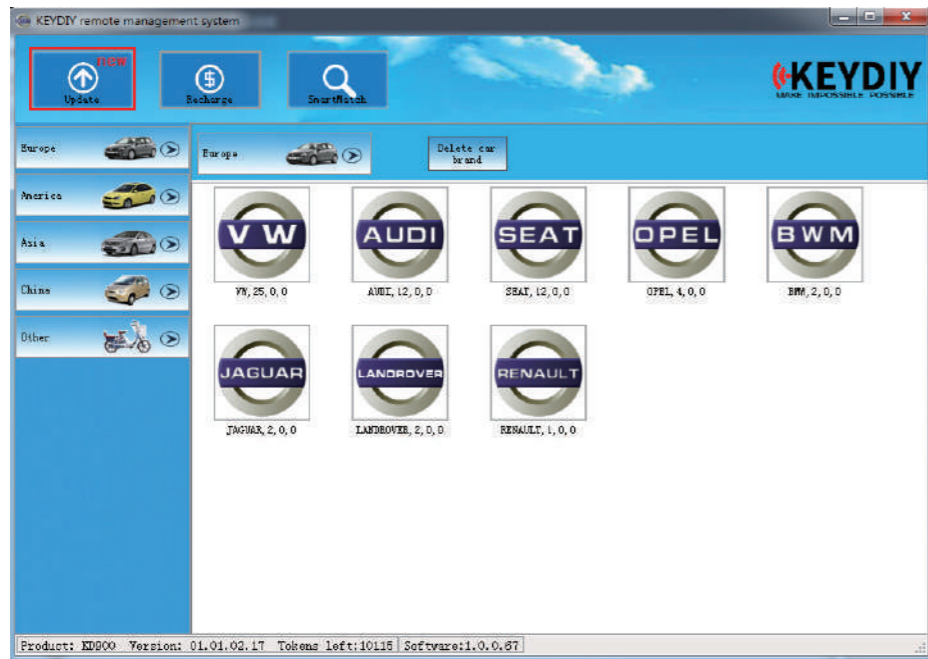 KEYDIY remote management system
new
Update
Recharge
SmartMatch
KEYDIY
MAKE IMPOSSIBLE POSSIBLE
Europe
America
Asia
China
Other
Europe
Delete car
brand
VW
AUDI
SEAT
OPEL
BWM
VW, 25, 0, 0
AUDI, 12, 0, 0
SEAT, 12, 0, 0
OPEL, 4, 0, 0
BMW, 2, 0, 0
JAGUAR
LANDROVER
RENAULT
JAGUAR, 2, 0, 0
LANDROVER, 2, 0, 0
RENAULT, 1, 0, 0
Product: KD900 Version: 01.01.02.17 Tokens left:10115 Software:1.0.0.67